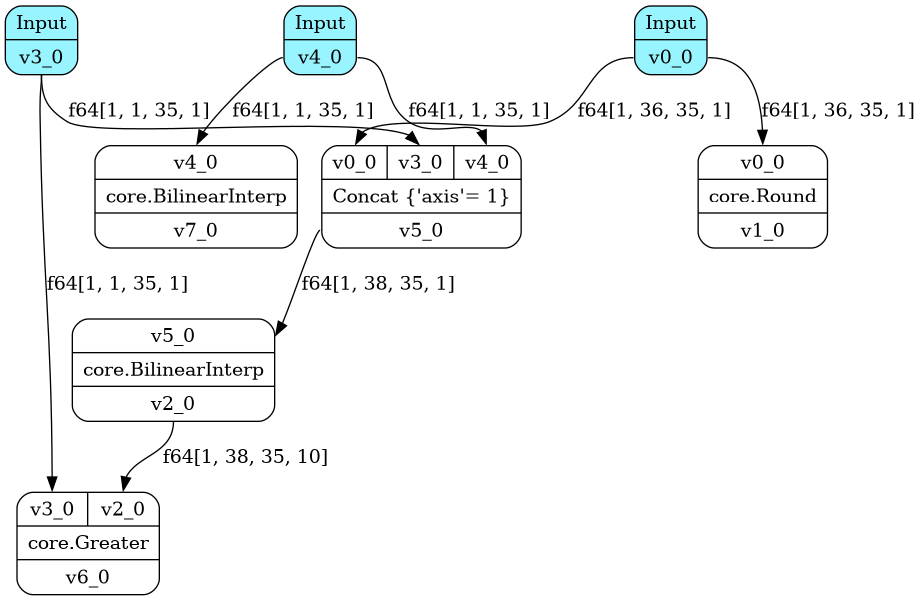 Input
v3_0
Input
v4_0
Input
v0_0
f64[1, 1, 35, 1]
f64[1, 1, 35, 1]
f64[1, 1, 35, 1]
f64[1, 36, 35, 1]
f64[1, 36, 35, 1]
v4_0
core.BilinearInterp
v7_0
v0_0 v3_0 v4_0
Concat {'axis'= 1}
v5_0
v0_0
core.Round
v1_0
f64[1, 1, 35, 1]
f64[1, 38, 35, 1]
v5_0
core.BilinearInterp
v2_0
f64[1, 38, 35, 10]
v3_0 v2_0
core.Greater
v6_0